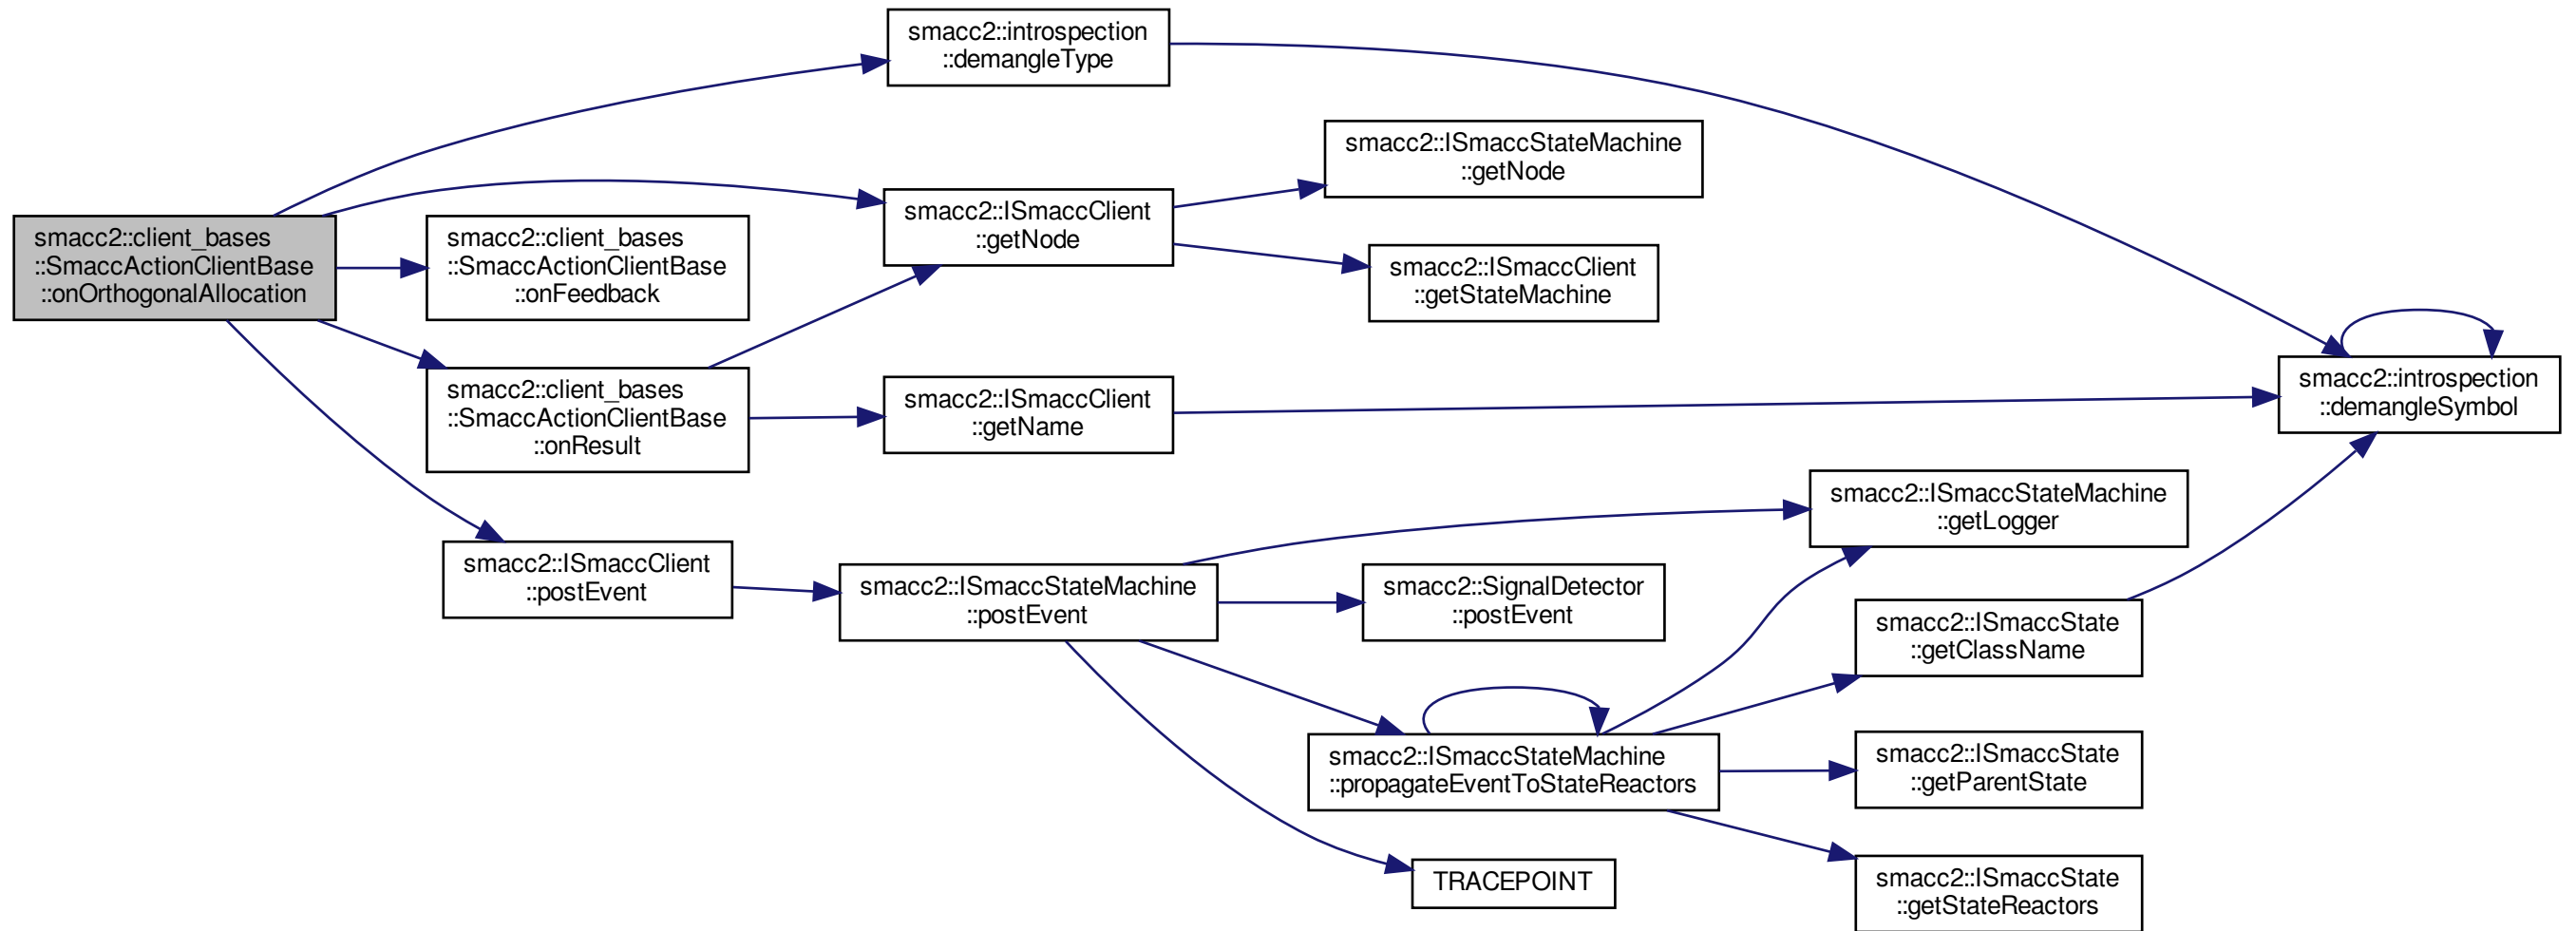 smacc2::introspection
::demangleType
smacc2::ISmaccStateMachine
::getNode
smacc2::client_bases
::SmaccActionClientBase
::onOrthogonalAllocation
smacc2::client_bases
::SmaccActionClientBase
::onFeedback
smacc2::ISmaccClient
::getNode
smacc2::ISmaccClient
::getStateMachine
smacc2::introspection
::demangleSymbol
smacc2::client_bases
::SmaccActionClientBase
::onResult
smacc2::ISmaccClient
::getName
smacc2::ISmaccStateMachine
::getLogger
smacc2::ISmaccClient
::postEvent
smacc2::ISmaccStateMachine
::postEvent
smacc2::SignalDetector
::postEvent
smacc2::ISmaccState
::getClassName
smacc2::ISmaccStateMachine
::propagateEventToStateReactors
smacc2::ISmaccState
::getParentState
TRACEPOINT
smacc2::ISmaccState
::getStateReactors